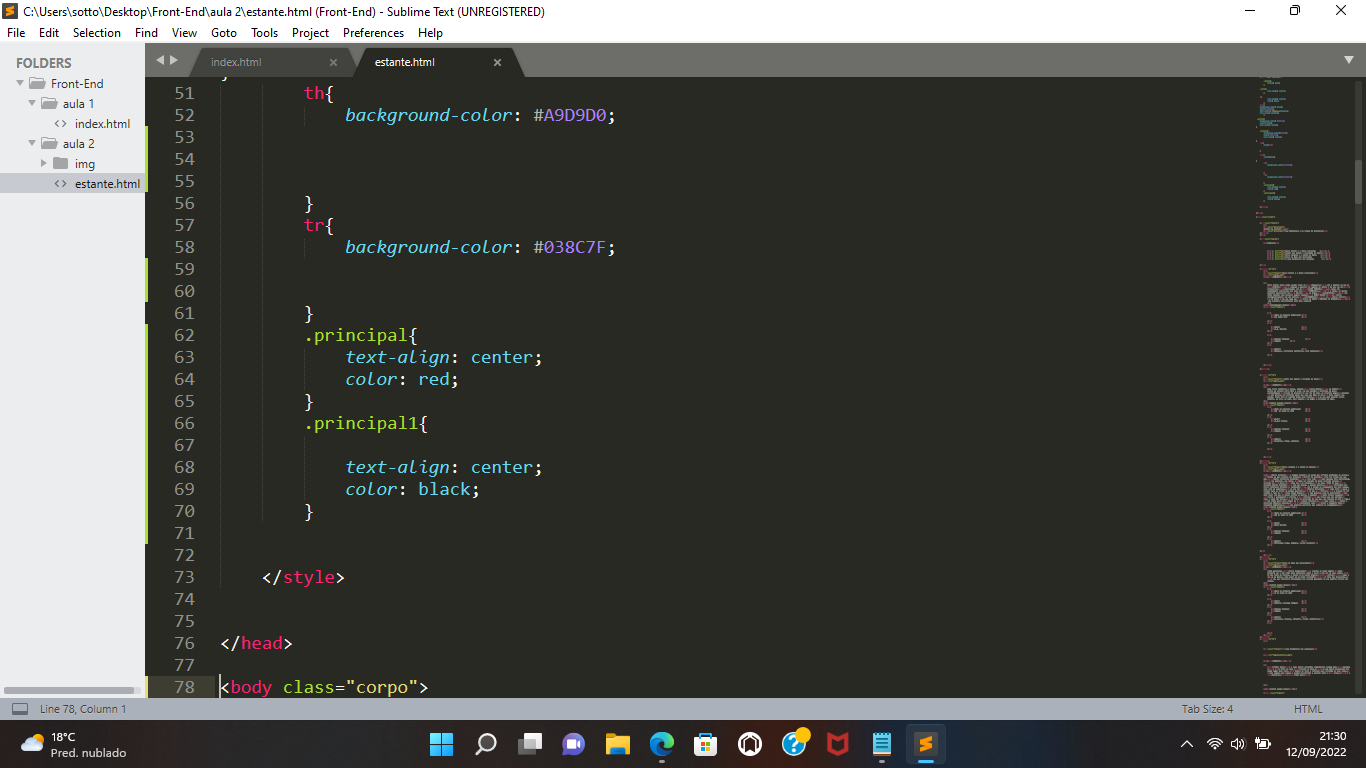 C:\Users\sotto\Desktop\Front-End\aula 2\estante.html (Front-End) - Sublime Text (UNREGISTERED)
File Edit Selection Find View Goto Tools Project Preferences Help
FOLDERS
Front-End
aula 1
index.html
aula 2
img
estante.html
index.html estante.html
51 th{
52 background-color: #A9D9D0;
53
54
55
56 }
57 tr{
58 background-color: #038C7F;
59
60
61 }
62 .principal{
63 text-align: center;
64 color: red;
65 }
66 .principal1{
67
68 text-align: center;
69 color: black;
70 }
71
72
73 </style>
74
75
76 </head>
77
78 <body class="corpo">
Line 78, Column 1 Tab Size: 4 HTML
18°C
Pred. nublado
21:30
12/09/2022